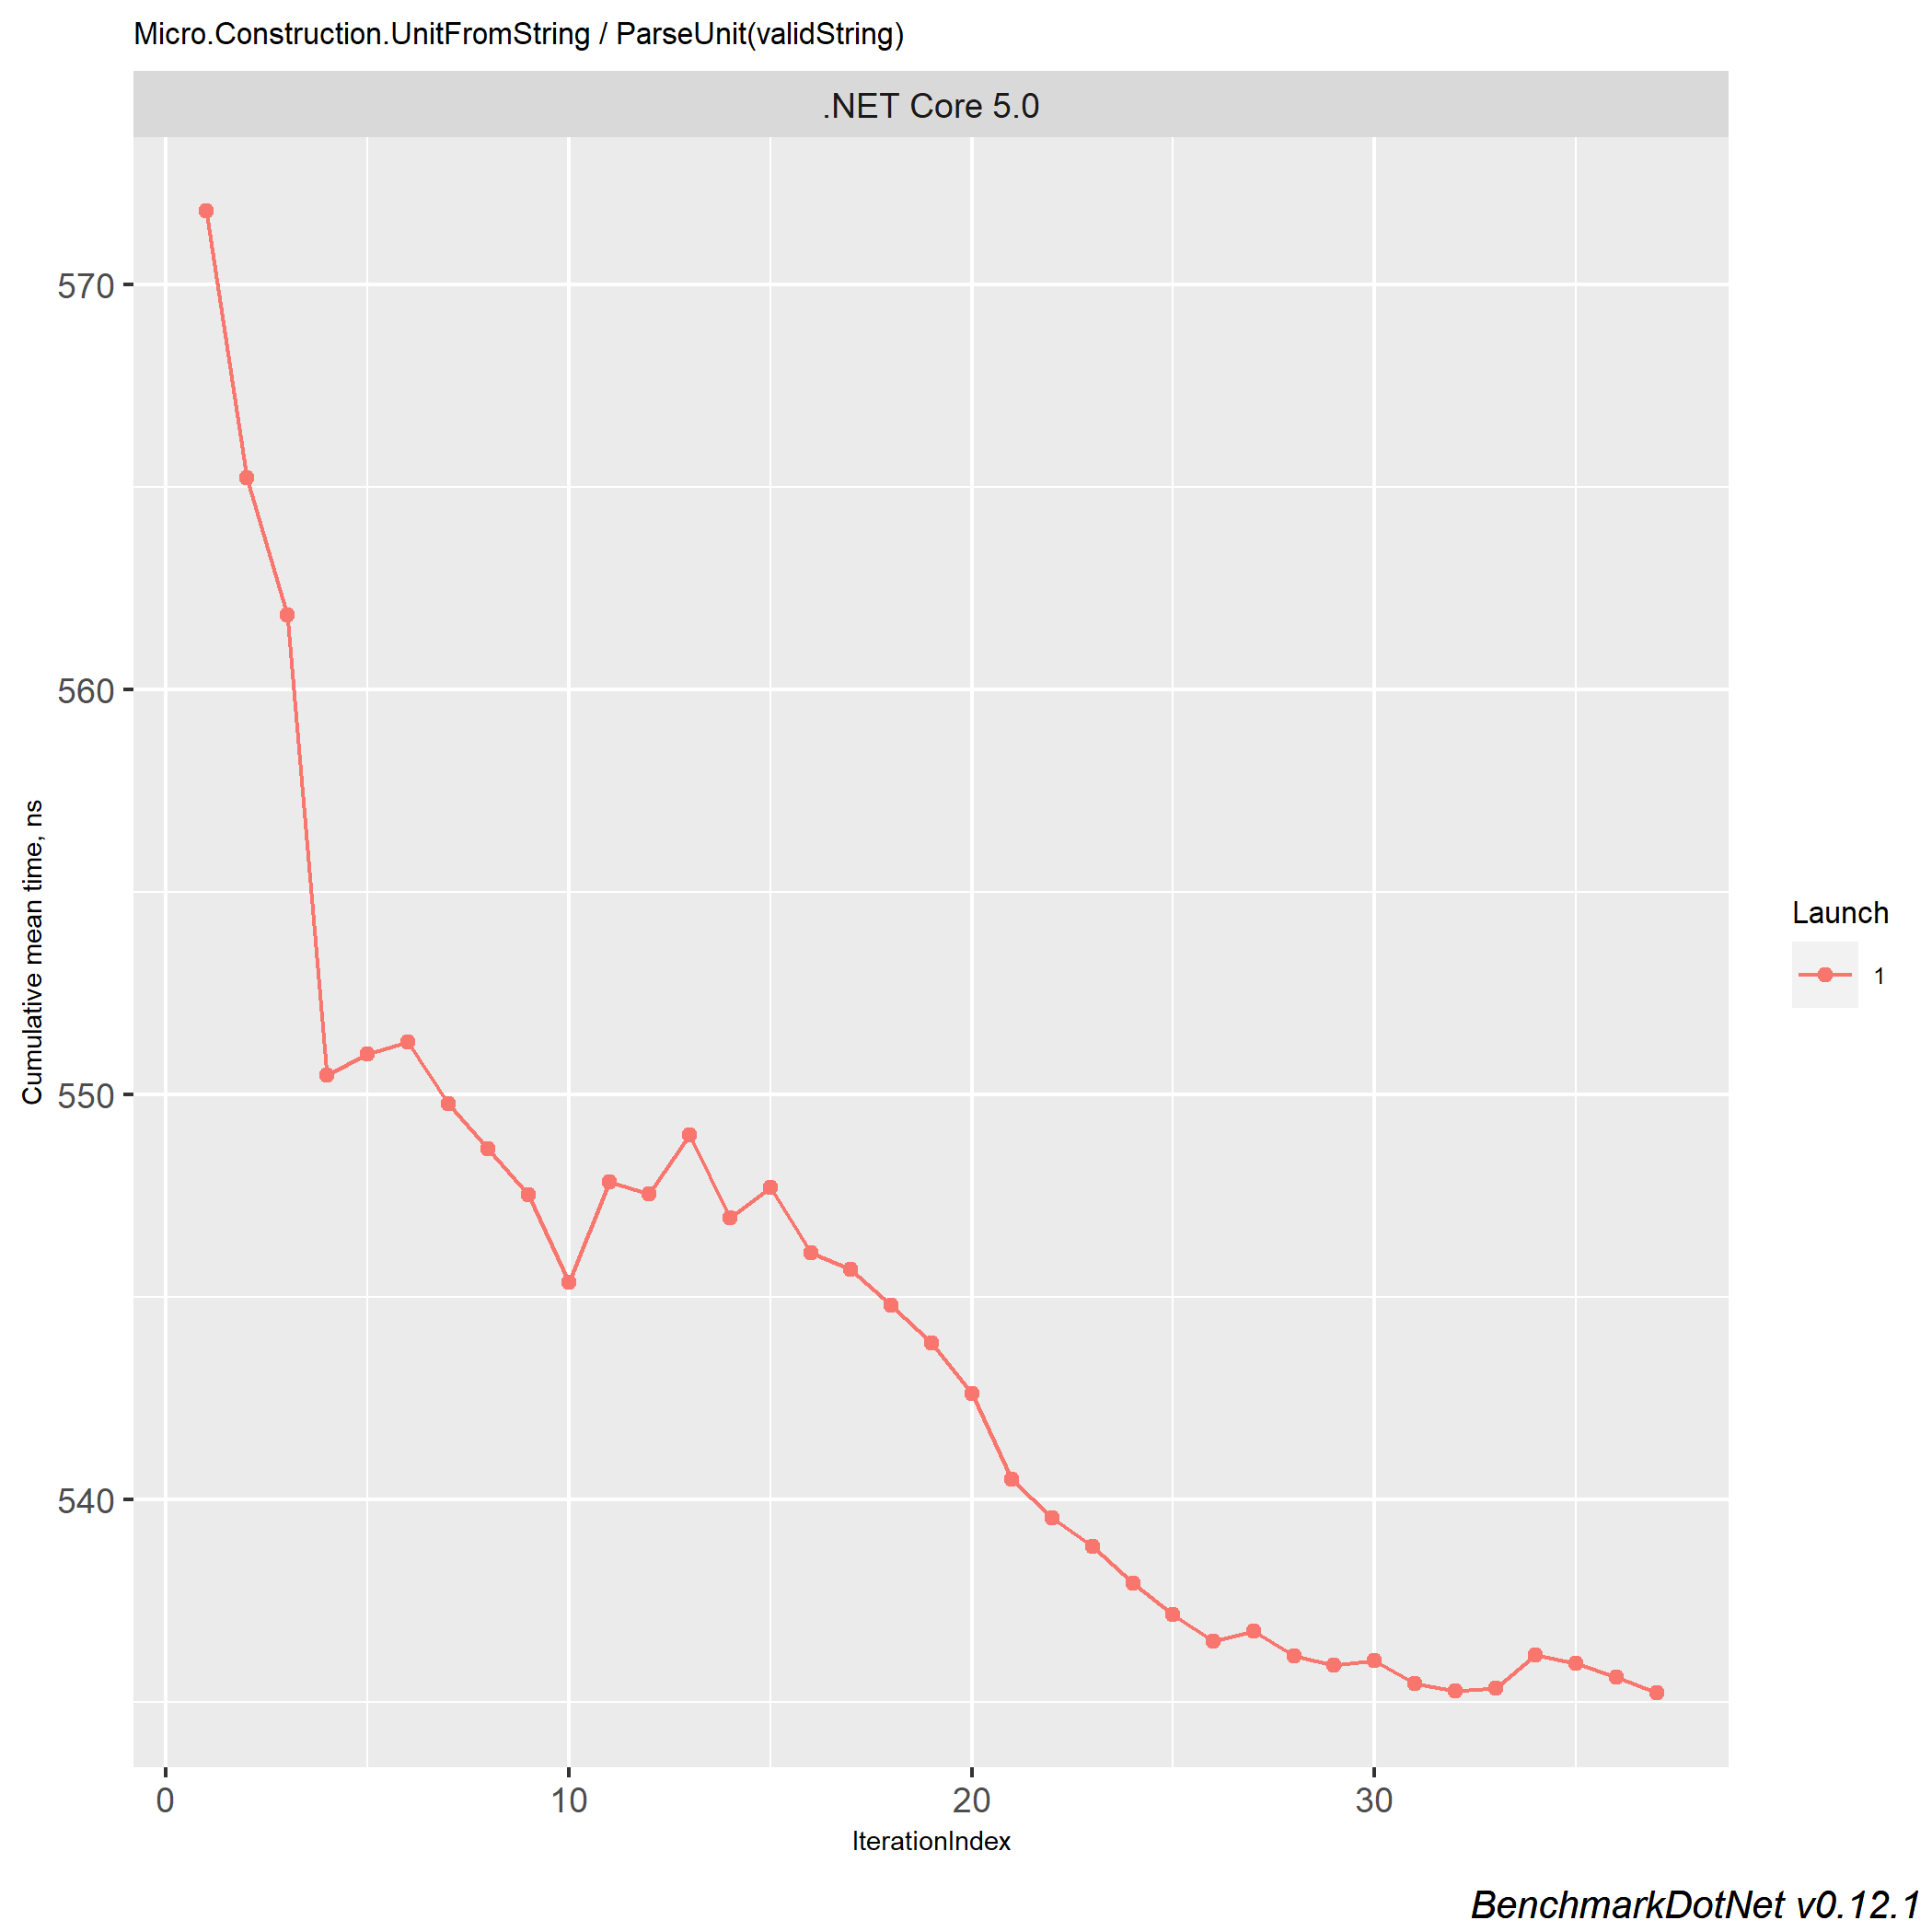 Micro.Construction.UnitFromString / ParseUnit(validString)
.NET Core 5.0
570
560
550
540
Cumulative mean time, ns
0 10 20 30
IterationIndex
Launch
1
BenchmarkDotNet v0.12.1